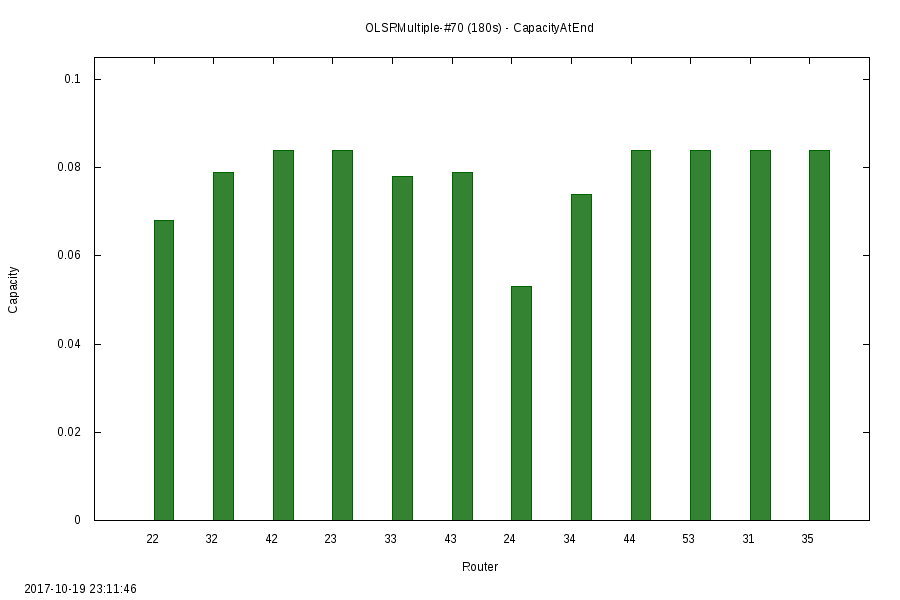 OLSRMultiple-#70 (180s) - CapacityAtEnd
0.1
0.08
0.06
0.04
0.02
0
Capacity
22 32 42 23 33 43 24 34 44 53 31 35
Router
2017-10-19 23:11:46